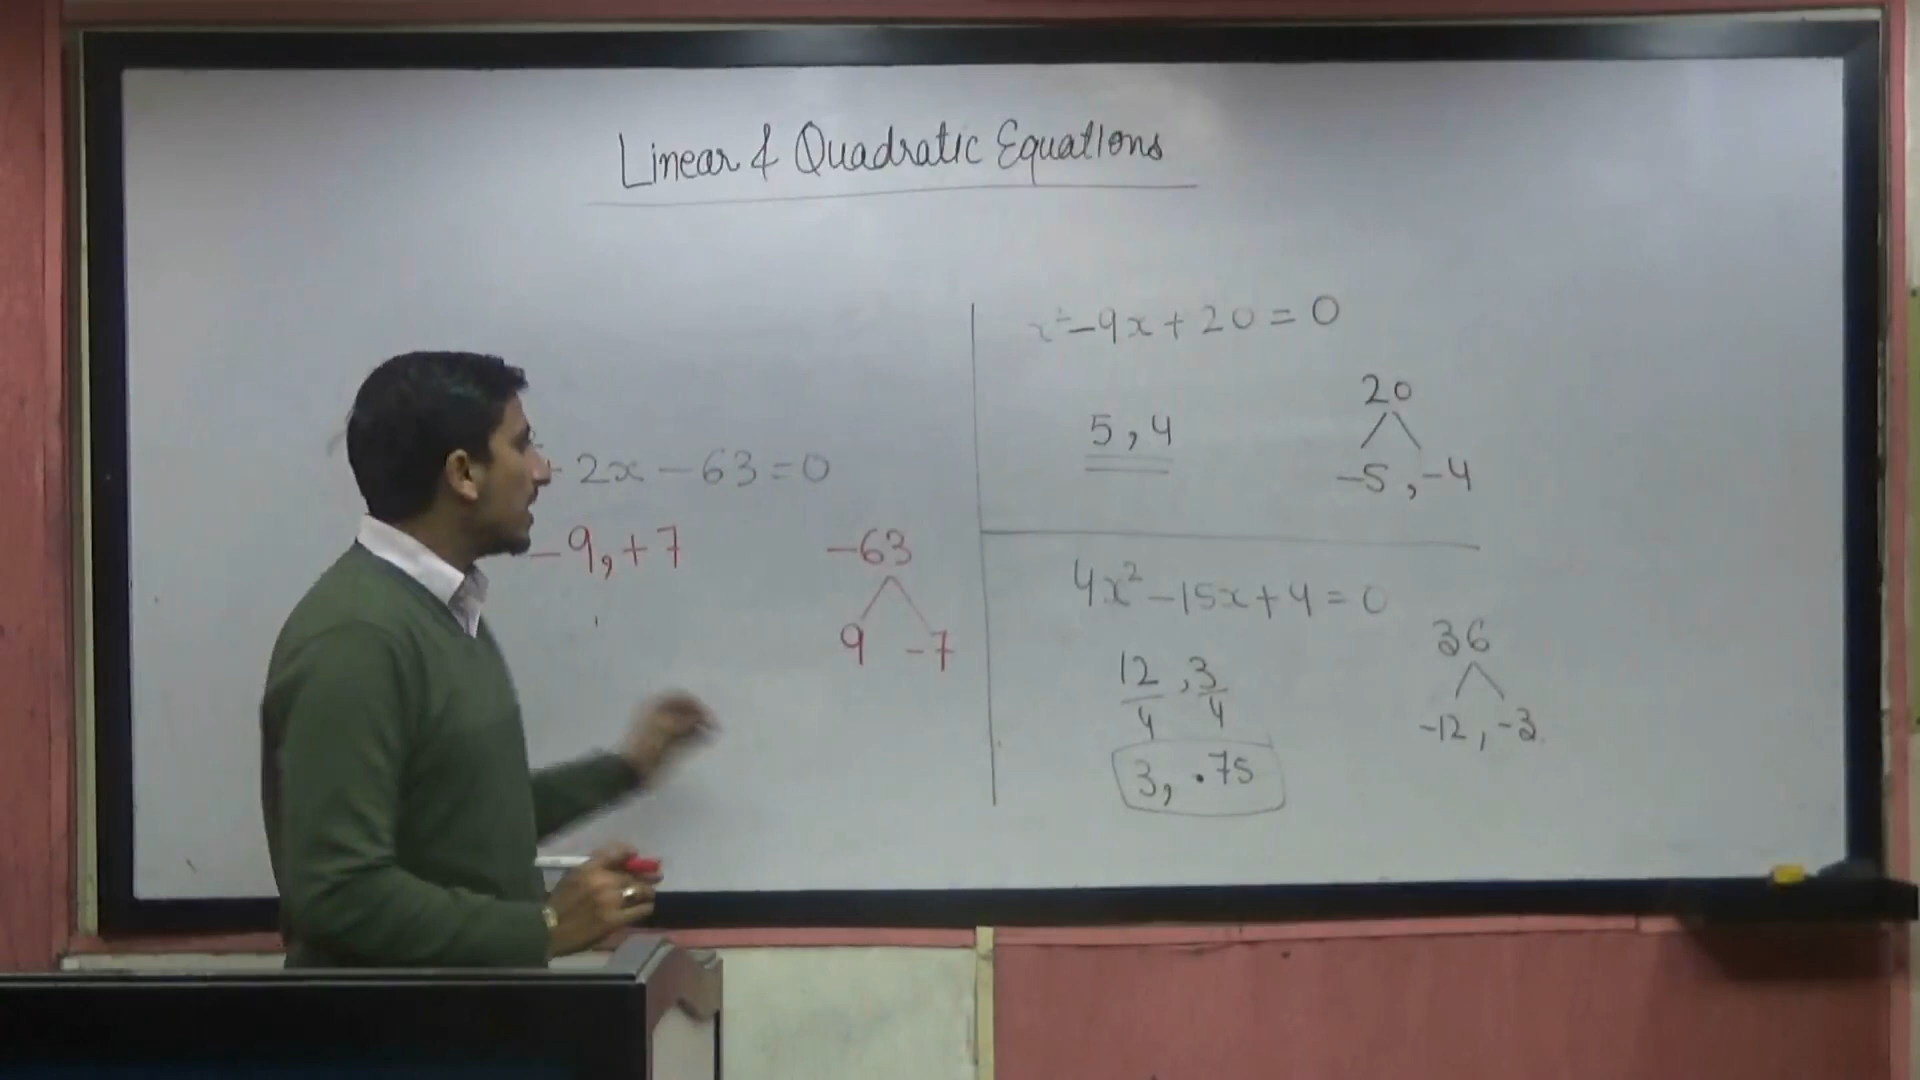 Linear & Quadratic Equations
+ 2x - 63 = 0
-9, +7
-63
9 -7
x² - 9x + 20 = 0
20
5, 4
-5, -4
4x² - 15x + 4 = 0
36
12/4, 3/4
-12, -3
3, .75